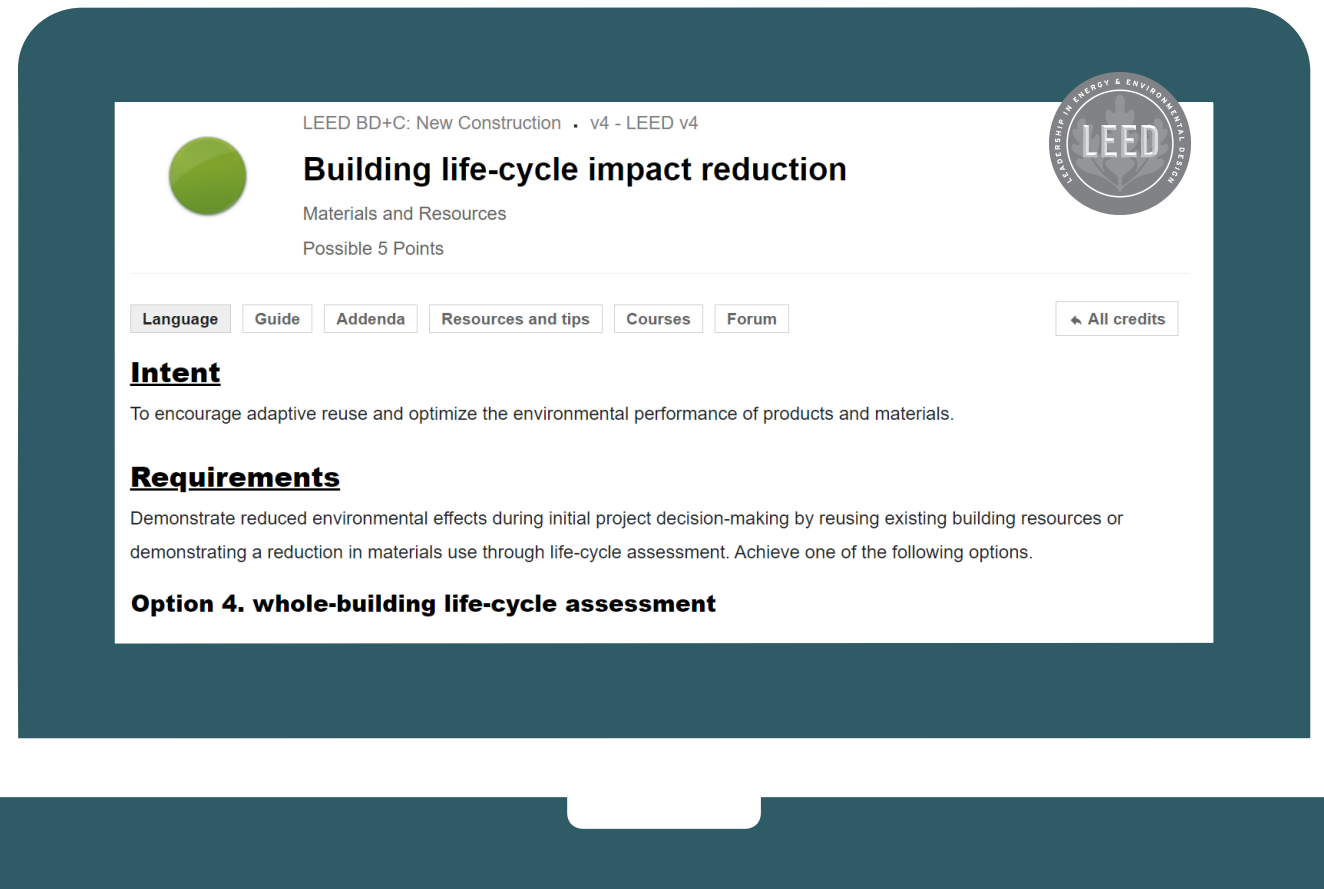 LEED BD+C: New Construction . v4 - LEED v4
Building life-cycle impact reduction
Materials and Resources
Possible 5 Points
LEADERSHIP IN ENERGY & ENVIRONMENTAL DESIGN
LEED
Language Guide Addenda Resources and tips Courses Forum All credits
Intent
To encourage adaptive reuse and optimize the environmental performance of products and materials.
Requirements
Demonstrate reduced environmental effects during initial project decision-making by reusing existing building resources or
demonstrating a reduction in materials use through life-cycle assessment. Achieve one of the following options.
Option 4. whole-building life-cycle assessment